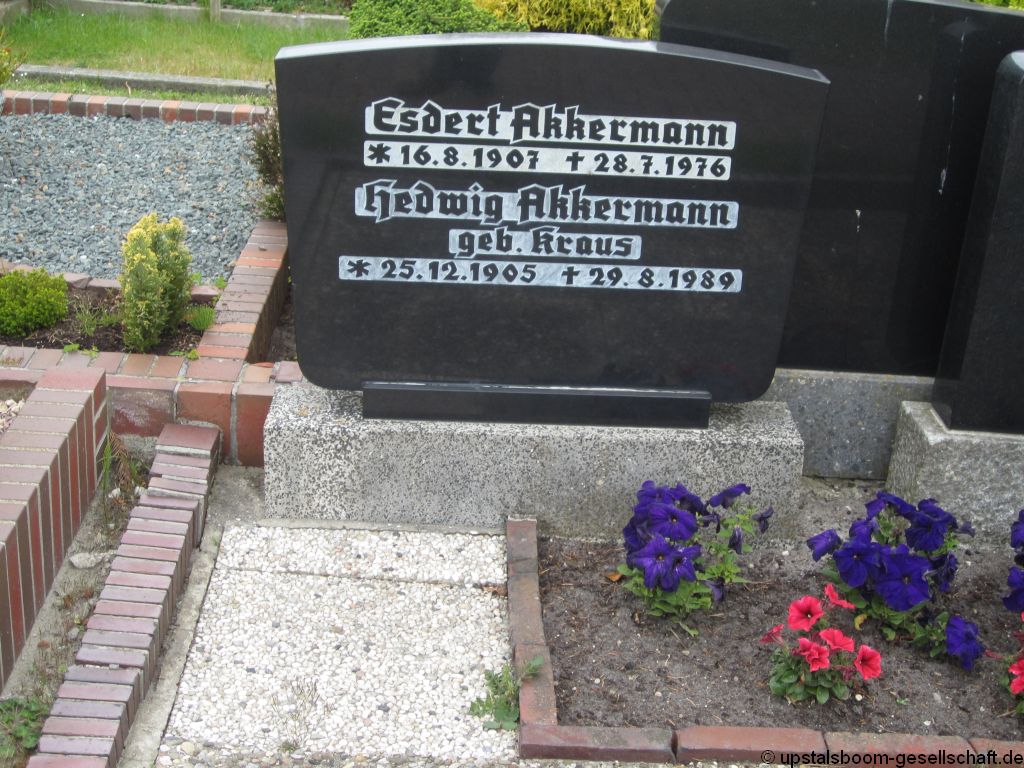 Esdert Akkermann
* 16.8.1907 † 28.7.1976
Hedwig Akkermann
geb. Kraus
* 25.12.1905 † 29.8.1989
© upstalsboom-gesellschaft.de